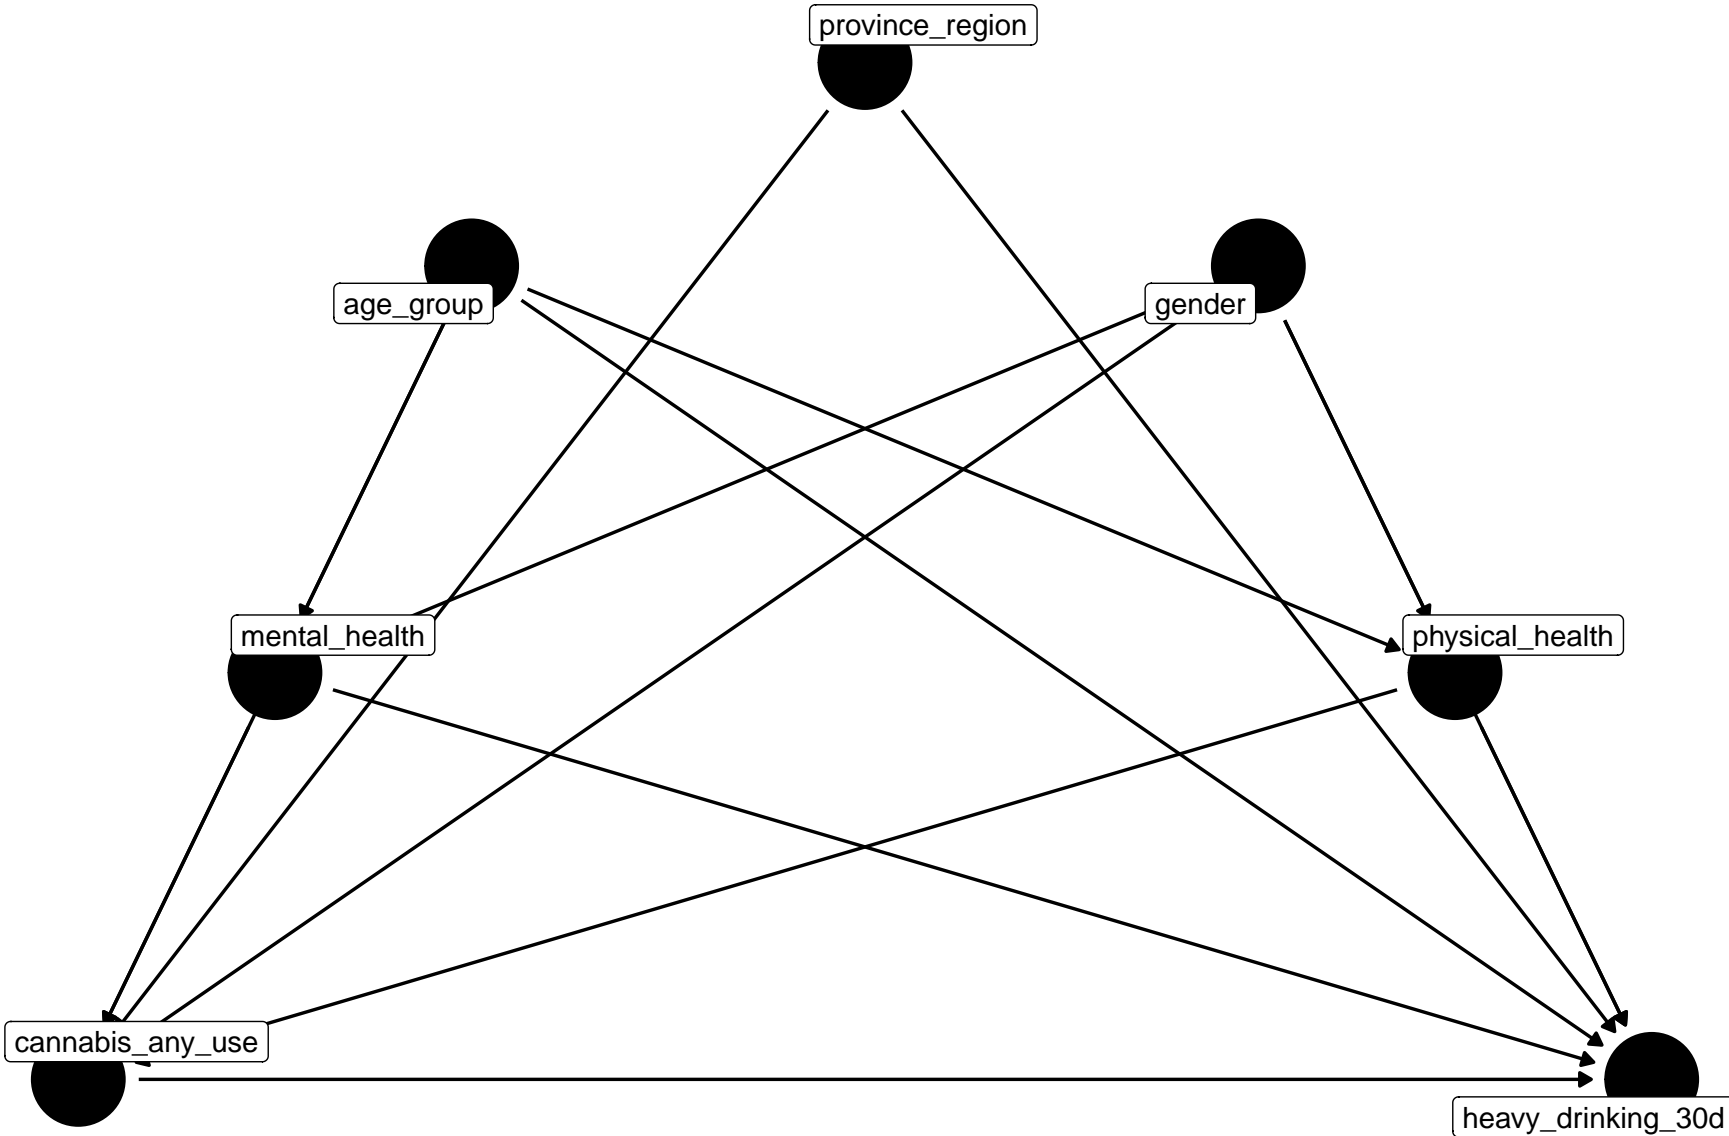 province_region
age_group
gender
mental_health
physical_health
cannabis_any_use
heavy_drinking_30d